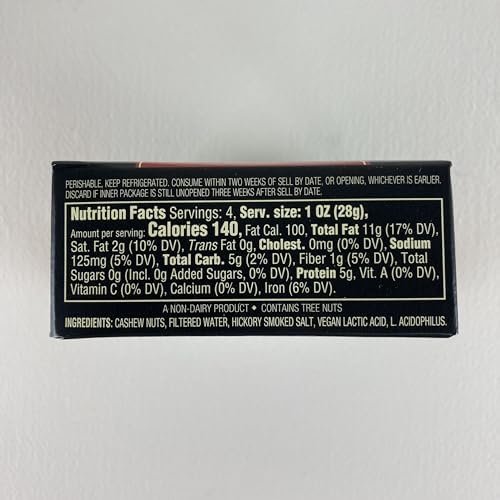 PERISHABLE, KEEP REFRIGERATED. CONSUME WITHIN TWO WEEKS OF SELL BY DATE, OR OPENING, WHICHEVER IS EARLIER.
DISCARD IF INNER PACKAGE IS STILL UNOPENED THREE WEEKS AFTER SELL BY DATE.
Nutrition Facts Servings: 4, Serv. size: 1 OZ (28g),
Amount per serving: Calories 140, Fat Cal. 100, Total Fat 11g (17% DV),
Sat. Fat 2g (10% DV), Trans Fat 0g, Cholest. 0mg (0% DV), Sodium
125mg (5% DV), Total Carb. 5g (2% DV), Fiber 1g (5% DV), Total
Sugars 0g (Incl. 0g Added Sugars, 0% DV), Protein 5g, Vit. A (0% DV),
Vitamin C (0% DV), Calcium (0% DV), Iron (6% DV).
A NON-DAIRY PRODUCT • CONTAINS TREE NUTS
INGREDIENTS: CASHEW NUTS, FILTERED WATER, HICKORY SMOKED SALT, VEGAN LACTIC ACID, L. ACIDOPHILUS.